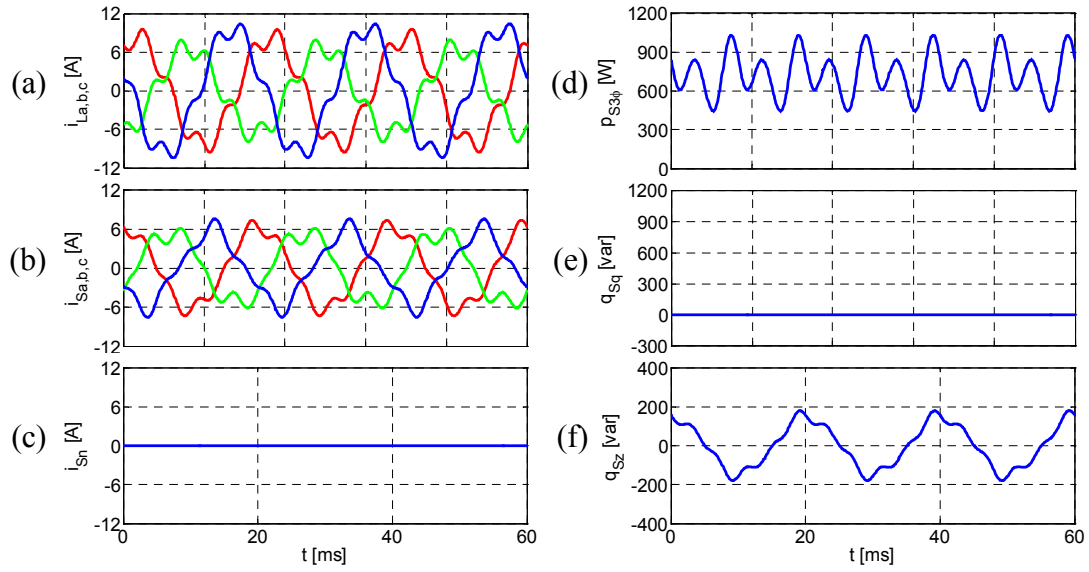 (a)
i_La,b,c [A]
12
6
0
-6
-12
(b)
i_Sa,b,c [A]
12
6
0
-6
-12
(c)
i_Sn [A]
12
6
0
-6
-12
0 20 40 60
t [ms]
(d)
p_S3ϕ [W]
1200
900
600
300
0
(e)
q_Sq [var]
1200
900
600
300
0
-300
(f)
q_Sz [var]
400
200
0
-200
-400
0 20 40 60
t [ms]